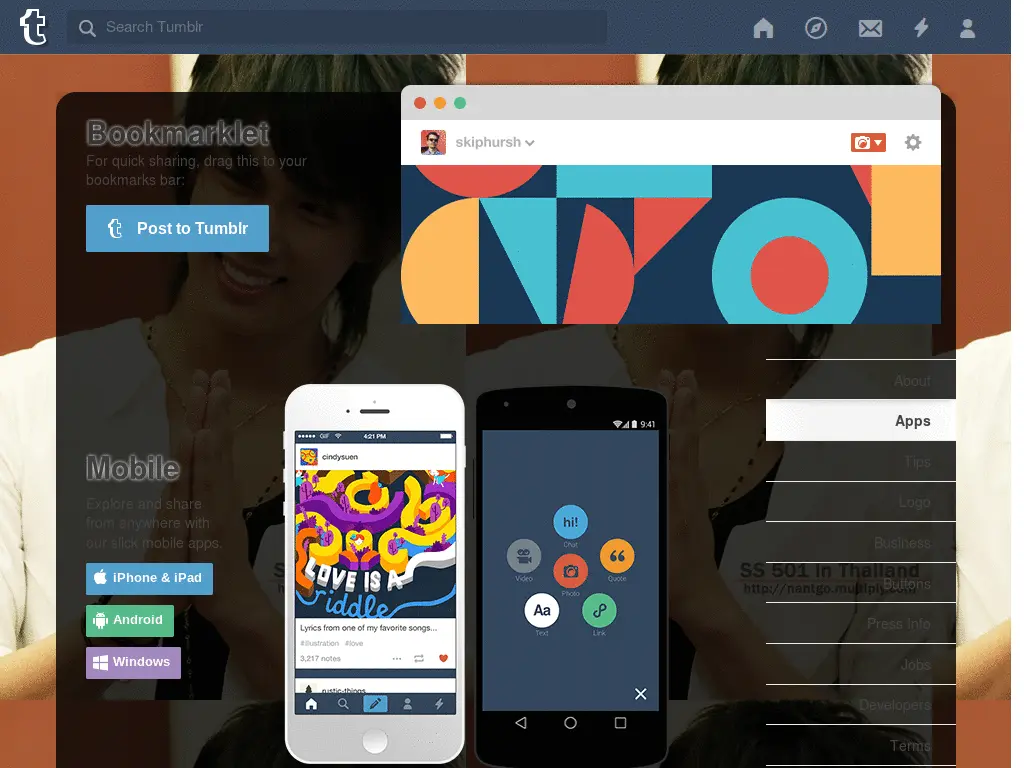 t
Search Tumblr
Bookmarklet
For quick sharing, drag this to your
bookmarks bar:
Post to Tumblr
skiphursh
About
Apps
Tips
Logo
Business
Buttons
Press Info
Jobs
Developers
Terms
Mobile
Explore and share
from anywhere with
our slick mobile apps.
iPhone & iPad
Android
Windows
GIF
4:21 PM
cindysuen
LOVE IS A
riddle
Lyrics from one of my favorite songs...
#illustration #love
3,217 notes
rustic-things
9:41
hi!
Chat
Video
Quote
Photo
Aa
Text
Link
SS 501 in Thailand
http://nantgo.multiply.com